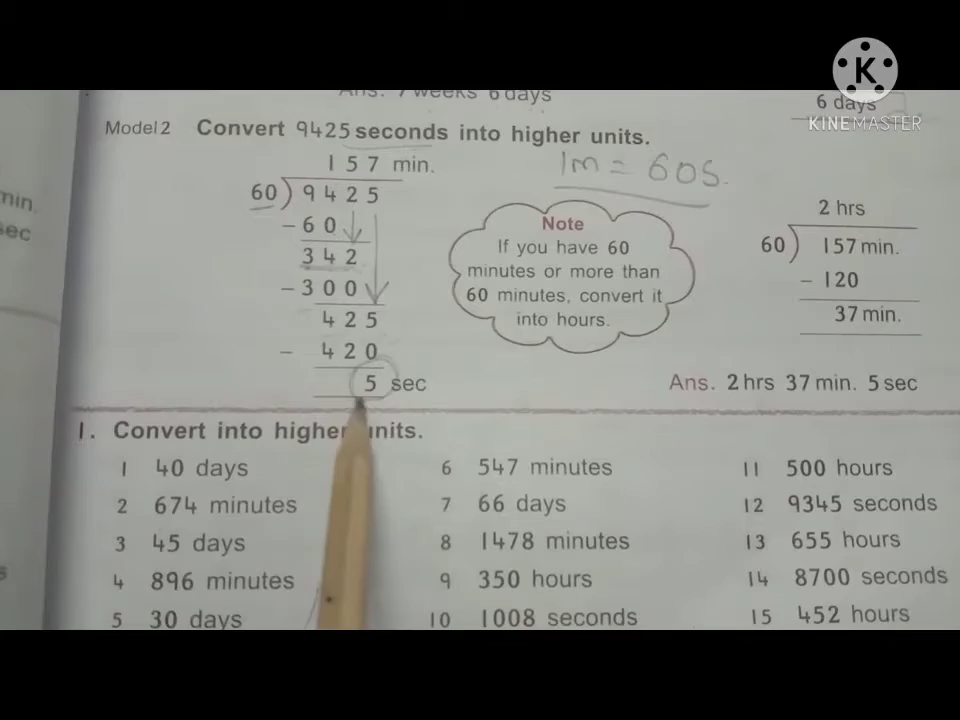 Ans. 7 weeks 6 days
6 days
K
KINEMASTER
Model 2 Convert 9425 seconds into higher units.
157 min.
60) 9425
- 60
342
- 300
425
- 420
5 sec
1m = 60S.
Note
If you have 60
minutes or more than
60 minutes, convert it
into hours.
2 hrs
60) 157 min.
- 120
37 min.
Ans. 2 hrs 37 min. 5 sec
min.
sec
1. Convert into higher units.
1 40 days
2 674 minutes
3 45 days
4 896 minutes
5 30 days
6 547 minutes
7 66 days
8 1478 minutes
9 350 hours
10 1008 seconds
11 500 hours
12 9345 seconds
13 655 hours
14 8700 seconds
15 452 hours